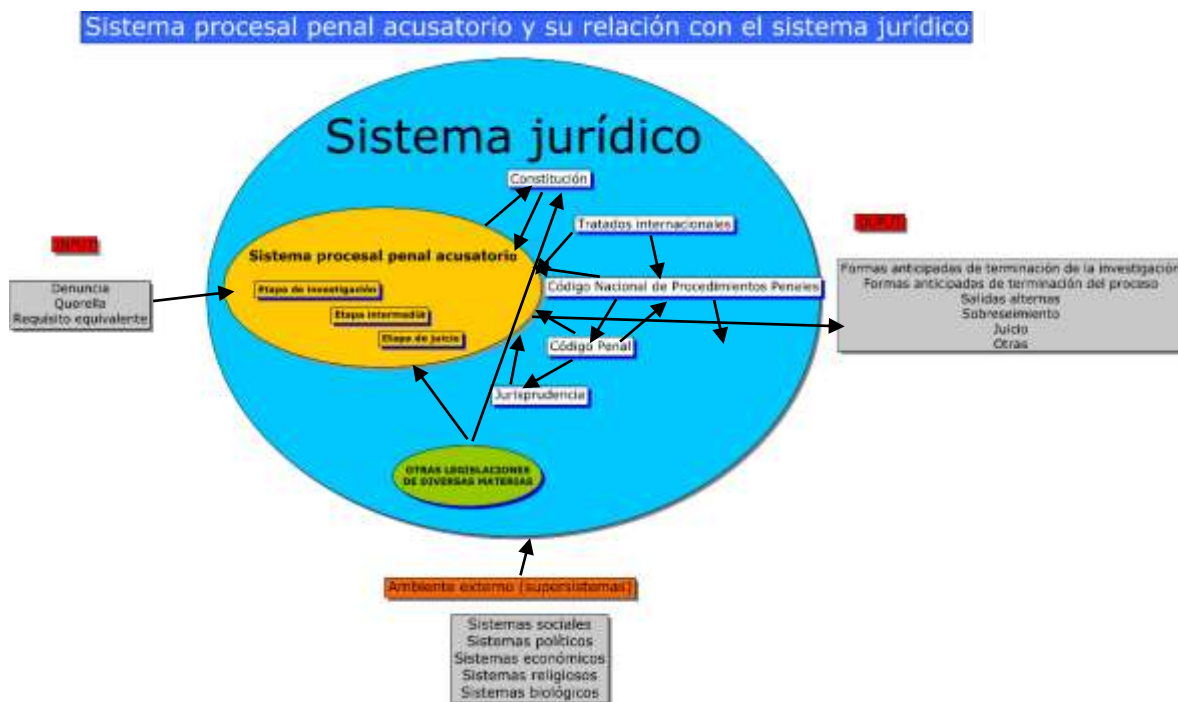 Sistema procesal penal acusatorio y su relación con el sistema jurídico
Sistema jurídico
Constitución
Tratados internacionales
INPUT
OUPUT
Sistema procesal penal acusatorio
Denuncia
Querella
Requisito equivalente
Etapa de investigación
Etapa intermedia
Etapa de juicio
Código Nacional de Procedimientos Penales
Código Penal
Jurisprudencia
Formas anticipadas de terminación de la investigación
Formas anticipadas de terminación del proceso
Salidas alternas
Sobreseimiento
Juicio
Otras
OTRAS LEGISLACIONES
DE DIVERSAS MATERIAS
Ambiente externo (supersistemas)
Sistemas sociales
Sistemas políticos
Sistemas económicos
Sistemas religiosos
Sistemas biológicos